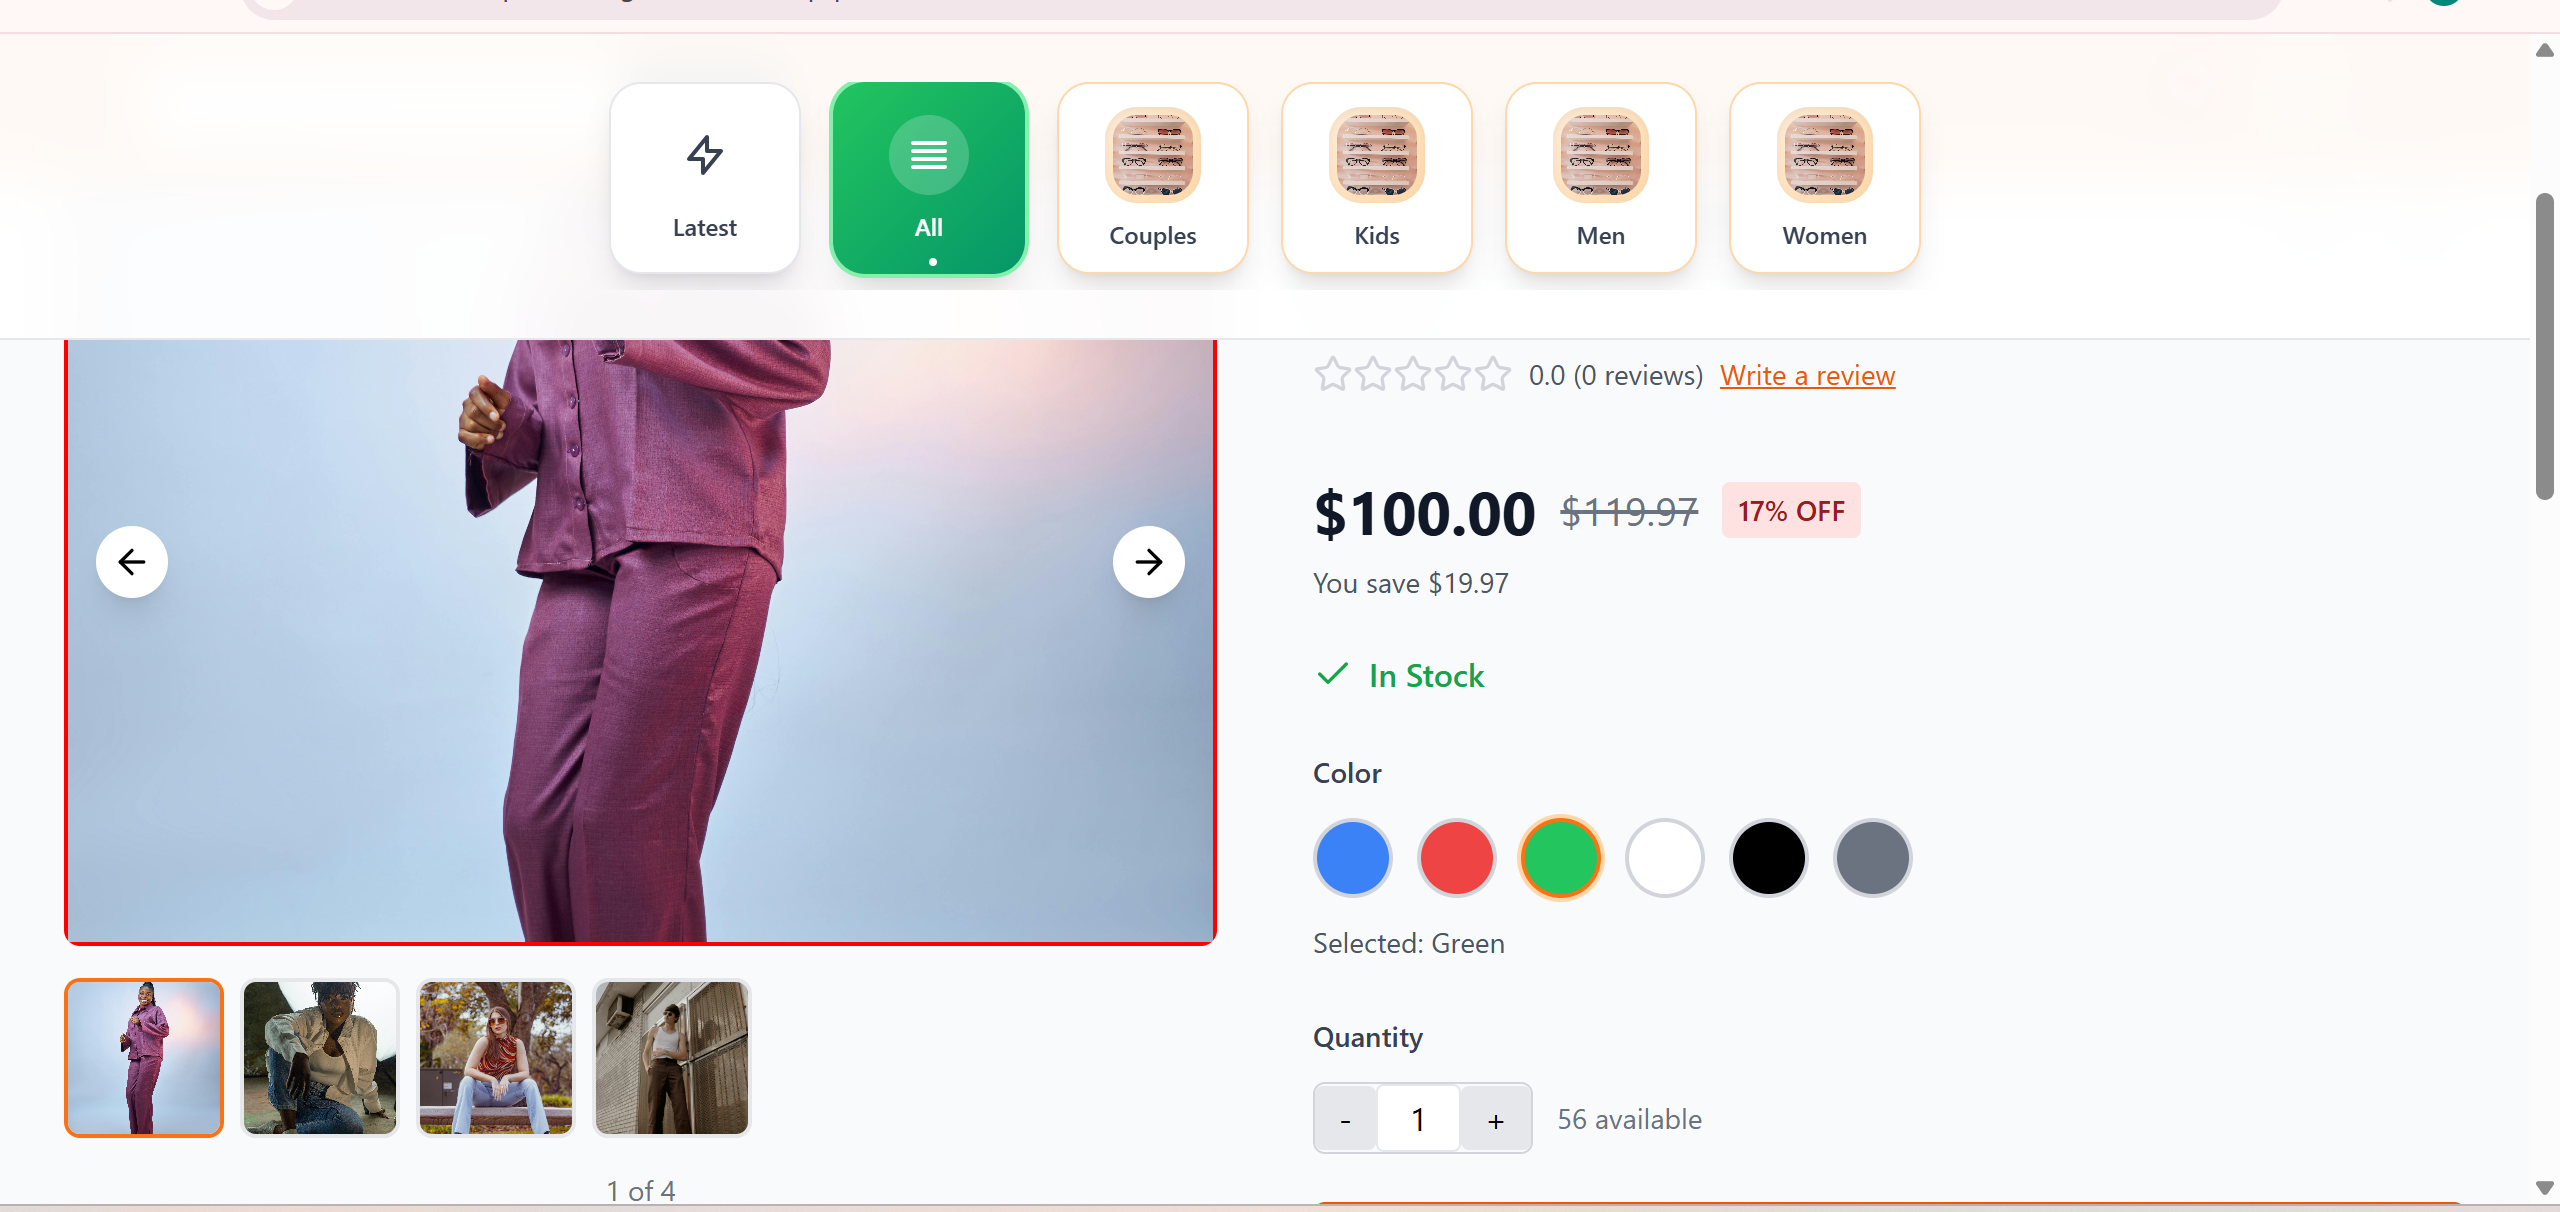 Latest
All
Couples
Kids
Men
Women
0.0 (0 reviews) Write a review
$100.00 $119.97 17% OFF
You save $19.97
In Stock
Color
Selected: Green
Quantity
- 1 + 56 available
1 of 4